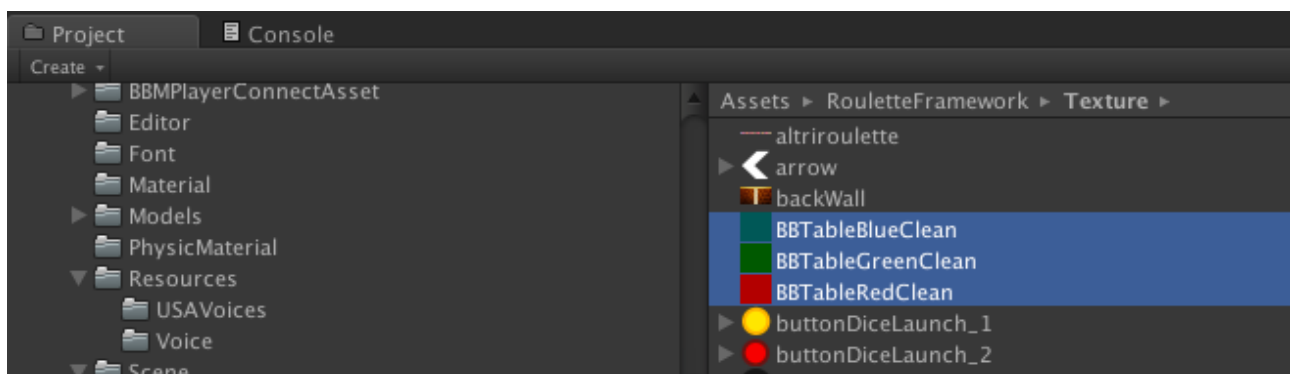 Project
Console
Create
BBMPlayerConnectAsset
Editor
Font
Material
Models
PhysicMaterial
Resources
USAVoices
Voice
Scene
Assets ▸ RouletteFramework ▸ Texture ▸
altriroulette
arrow
backWall
BBTableBlueClean
BBTableGreenClean
BBTableRedClean
buttonDiceLaunch_1
buttonDiceLaunch_2